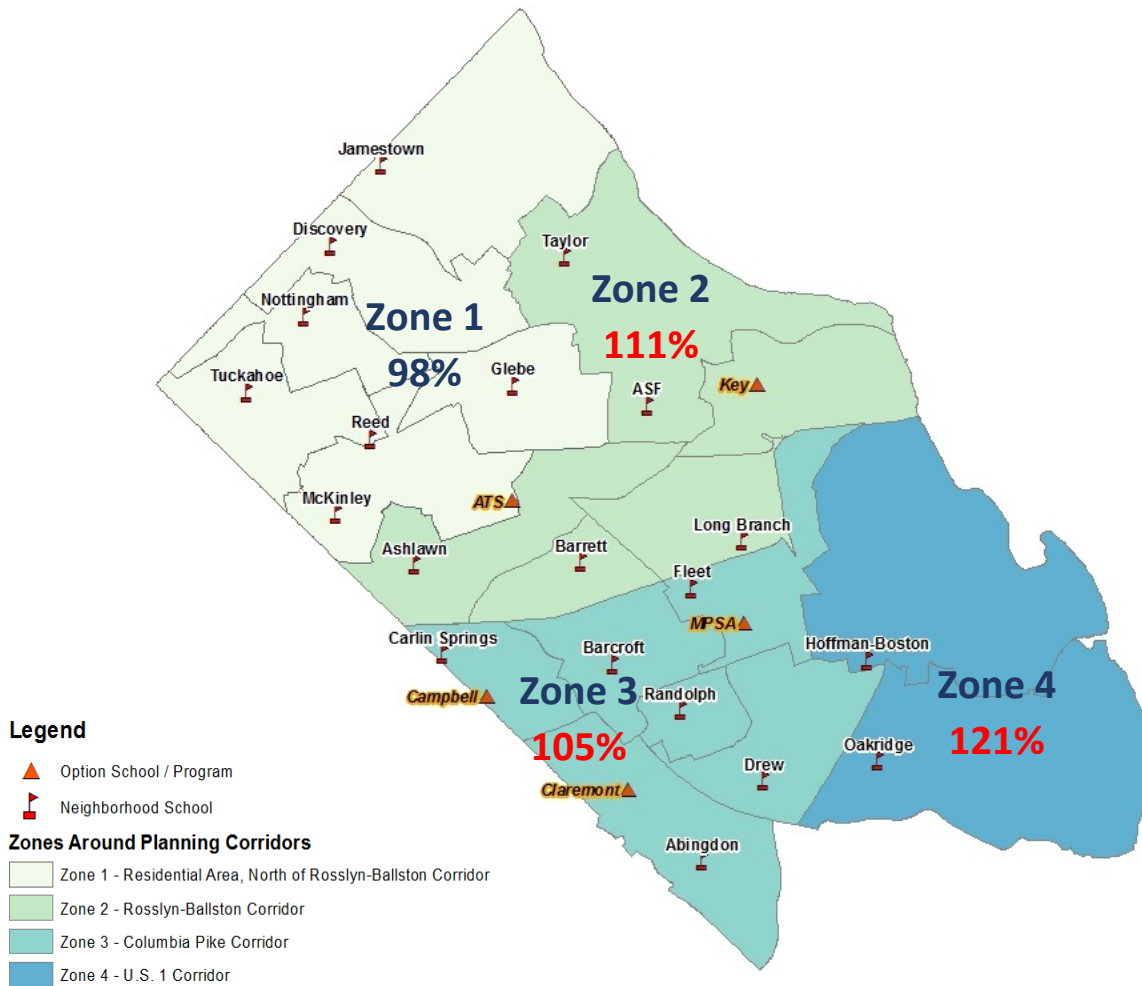 Jamestown
Discovery
Taylor
Nottingham
Zone 1
98%
Zone 2
111%
Tuckahoe
Glebe
ASF
Key
Reed
McKinley
ATS
Ashlawn
Barrett
Long Branch
Fleet
MPSA
Carlin Springs
Barcroft
Hoffman-Boston
Campbell
Zone 3
105%
Randolph
Zone 4
121%
Oakridge
Drew
Claremont
Abingdon
Legend
Option School / Program
Neighborhood School
Zones Around Planning Corridors
Zone 1 - Residential Area, North of Rosslyn-Ballston Corridor
Zone 2 - Rosslyn-Ballston Corridor
Zone 3 - Columbia Pike Corridor
Zone 4 - U.S. 1 Corridor